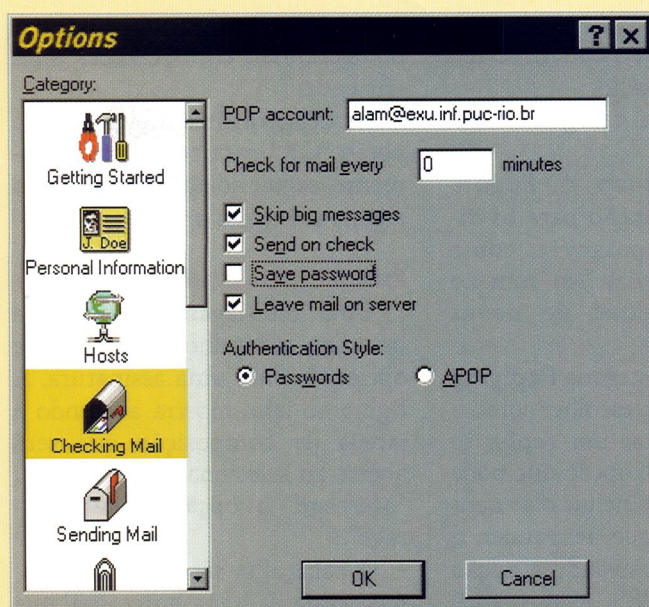 Options
Category:
Getting Started
J. Doe
Personal Information
Hosts
Checking Mail
Sending Mail
POP account: alam@exu.inf.puc-rio.br
Check for mail every 0 minutes
Skip big messages
Send on check
Save password
Leave mail on server
Authentication Style:
Passwords APOP
OK Cancel